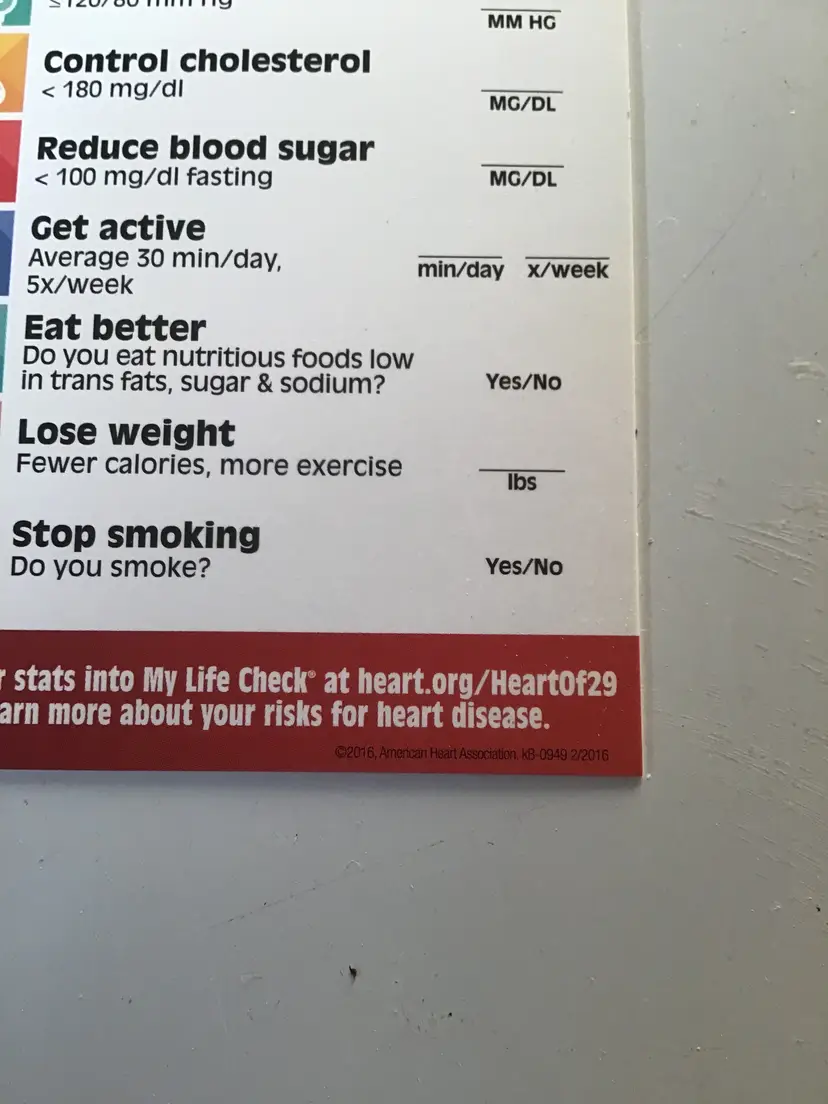 ≤120/80 mm Hg
MM HG
Control cholesterol
< 180 mg/dl
MG/DL
Reduce blood sugar
< 100 mg/dl fasting
MG/DL
Get active
Average 30 min/day,
5x/week
min/day x/week
Eat better
Do you eat nutritious foods low
in trans fats, sugar & sodium?
Yes/No
Lose weight
Fewer calories, more exercise
lbs
Stop smoking
Do you smoke?
Yes/No
r stats into My Life Check® at heart.org/HeartOf29
arn more about your risks for heart disease.
©2016, American Heart Association. kB-0949 2/2016